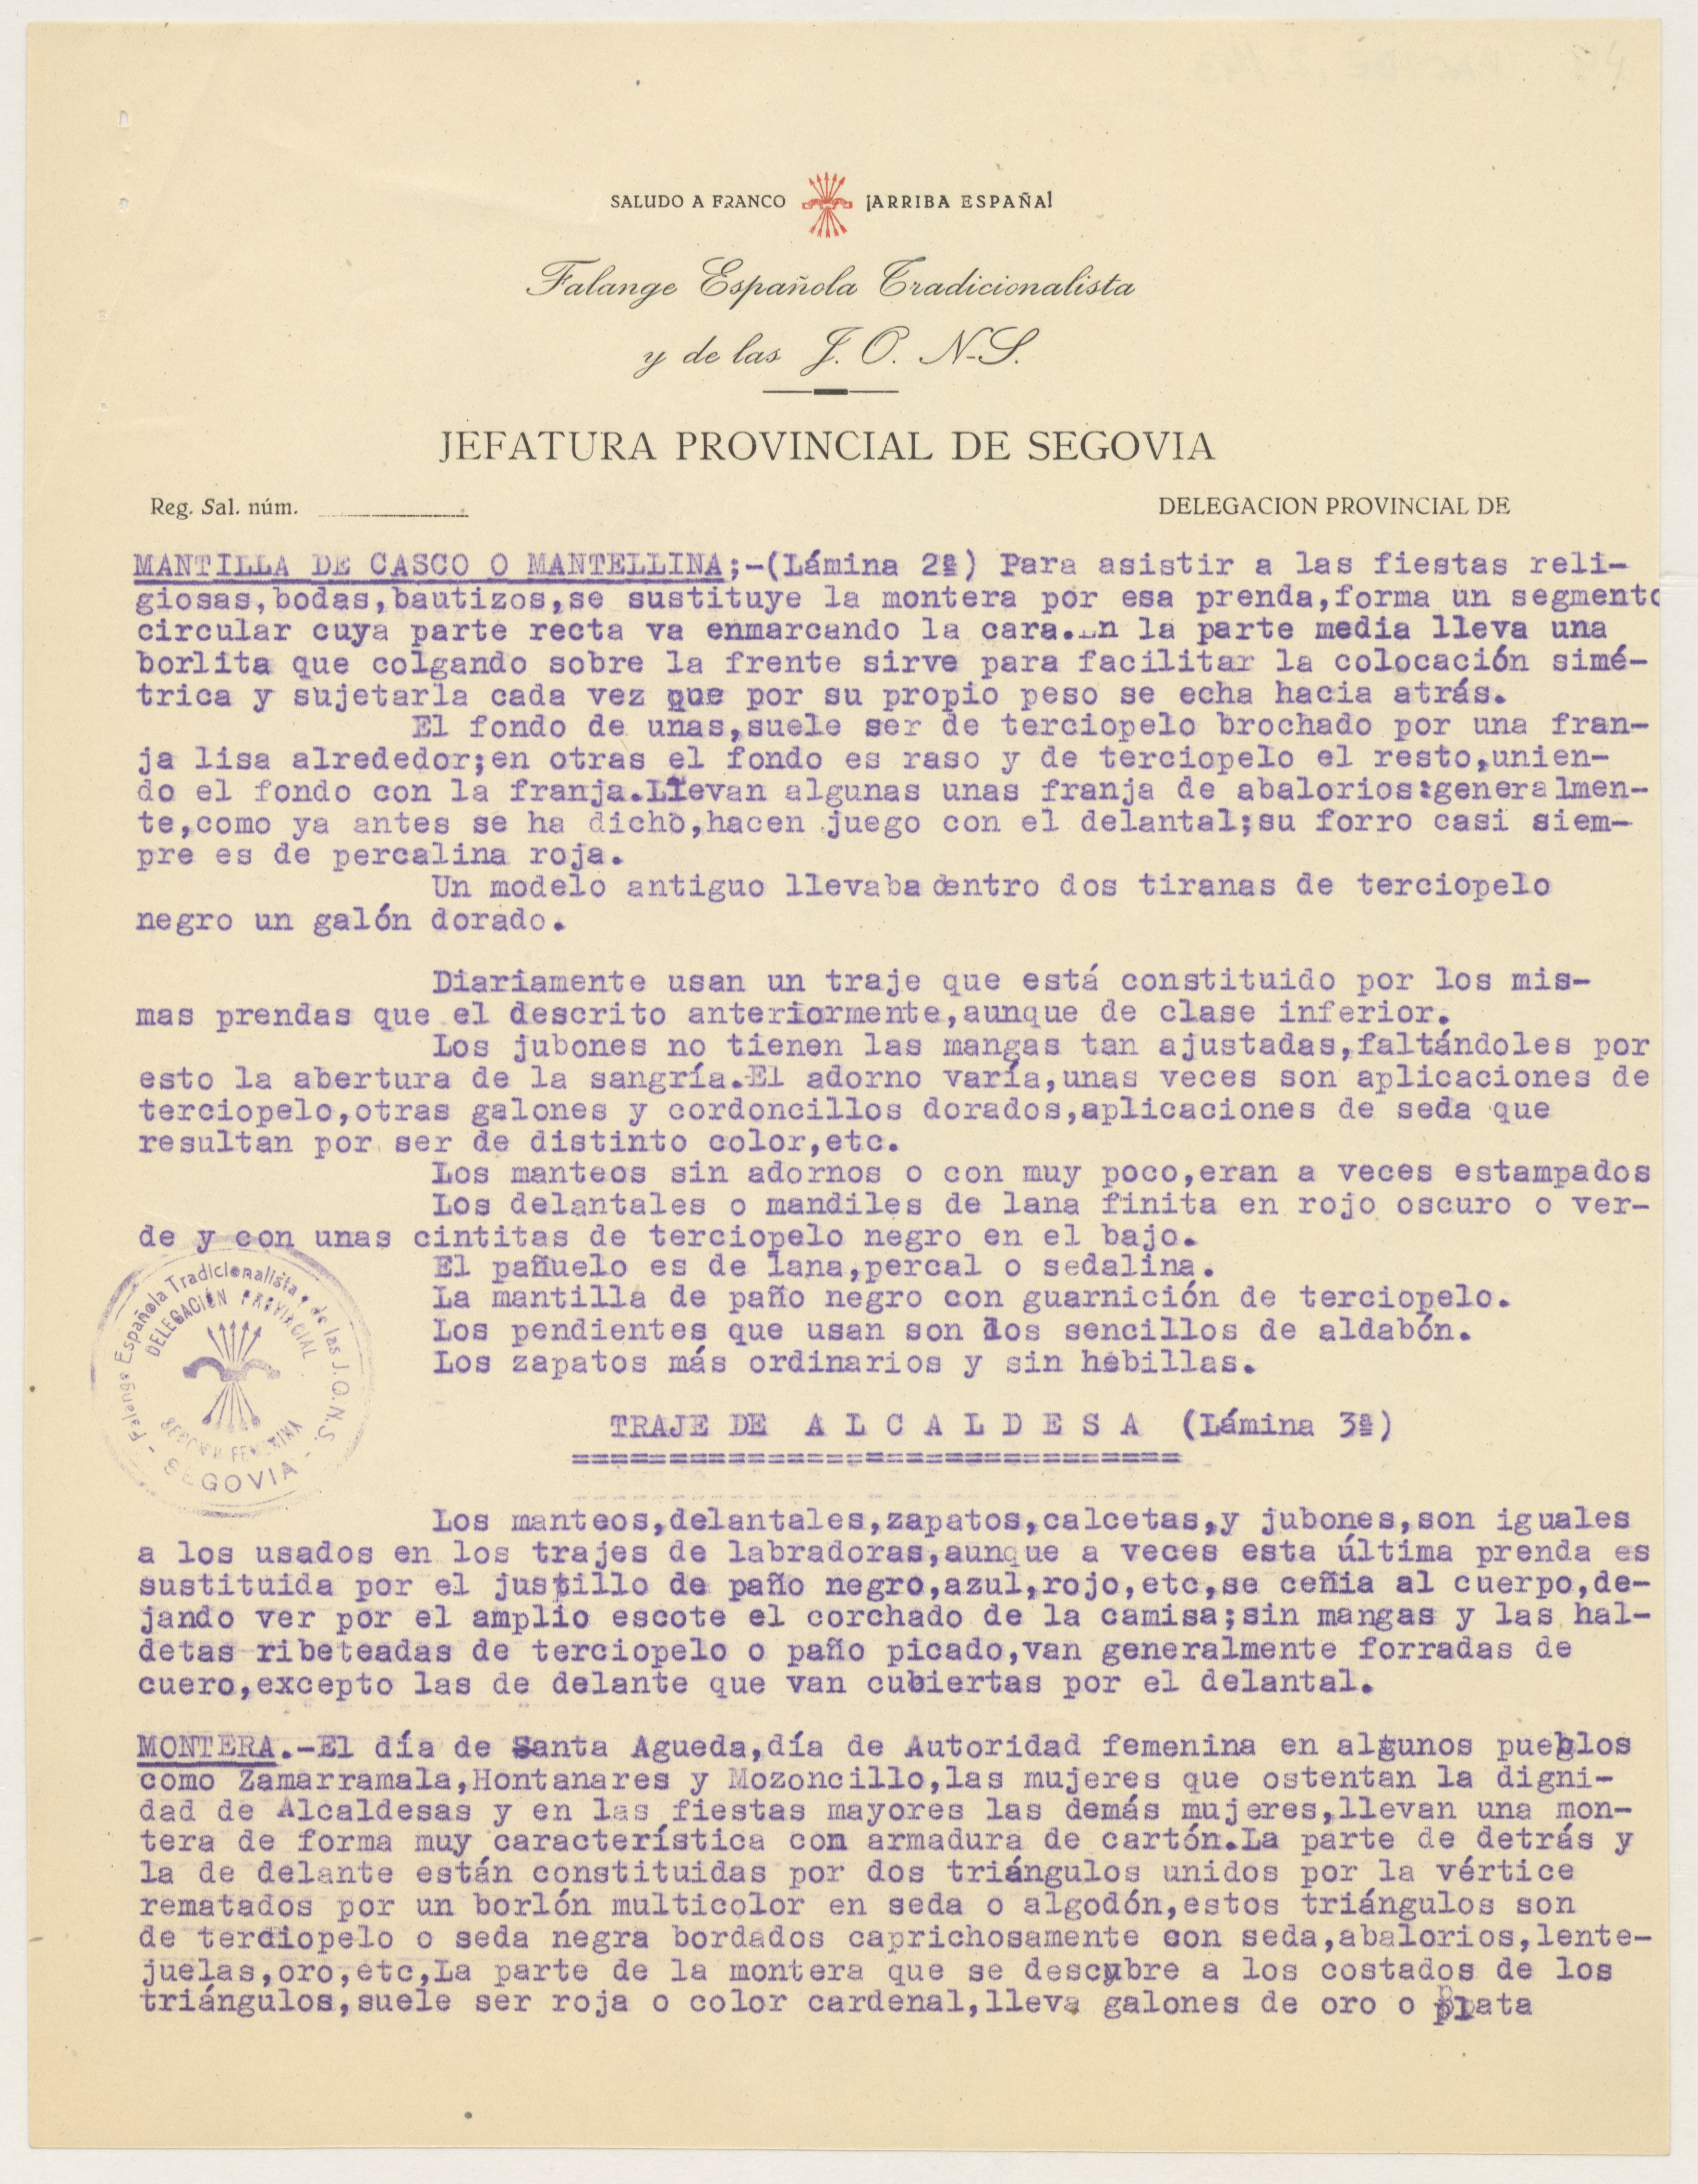 SALUDO A FRANCO ¡ARRIBA ESPAÑA!
Falange Española Tradicionalista
y de las J. O. N-S.
JEFATURA PROVINCIAL DE SEGOVIA
Reg. Sal. núm.
DELEGACION PROVINCIAL DE
MANTILLA DE CASCO O MANTELLINA;-(Lámina 2ª) Para asistir a las fiestas reli-
giosas,bodas,bautizos,se sustituye la montera por esa prenda,forma un segmento
circular cuya parte recta va enmarcando la cara.En la parte media lleva una
borlita que colgando sobre la frente sirve para facilitar la colocación simé-
trica y sujetarla cada vez que por su propio peso se echa hacia atrás.
El fondo de unas,suele ser de terciopelo brochado por una fran-
ja lisa alrededor;en otras el fondo es raso y de terciopelo el resto,unien-
do el fondo con la franja.Llevan algunas unas franja de abalorios:generalmen-
te,como ya antes se ha dicho,hacen juego con el delantal;su forro casi siem-
pre es de percalina roja.
Un modelo antiguo llevaba dentro dos tiranas de terciopelo
negro un galón dorado.
Diariamente usan un traje que está constituido por los mis-
mas prendas que el descrito anteriormente,aunque de clase inferior.
Los jubones no tienen las mangas tan ajustadas,faltándoles por
esto la abertura de la sangría.El adorno varía,unas veces son aplicaciones de
terciopelo,otras galones y cordoncillos dorados,aplicaciones de seda que
resultan por ser de distinto color,etc.
Los manteos sin adornos o con muy poco,eran a veces estampados
Los delantales o mandiles de lana finita en rojo oscuro o ver-
de y con unas cintitas de terciopelo negro en el bajo.
El pañuelo es de lana,percal o sedalina.
La mantilla de paño negro con guarnición de terciopelo.
Los pendientes que usan son los sencillos de aldabón.
Los zapatos más ordinarios y sin hebillas.
Falange Española Tradicionalista y de las J.O.N.S.
DELEGACIÓN PROVINCIAL
SECCION FEMENINA
- SEGOVIA -
TRAJE DE A L C A L D E S A (Lámina 3ª)
===============================
Los manteos,delantales,zapatos,calcetas,y jubones,son iguales
a los usados en los trajes de labradoras,aunque a veces esta última prenda es
sustituida por el justillo de paño negro,azul,rojo,etc,se ceñia al cuerpo,de-
jando ver por el amplio escote el corchado de la camisa;sin mangas y las hal-
detas ribeteadas de terciopelo o paño picado,van generalmente forradas de
cuero,excepto las de delante que van cubiertas por el delantal.
MONTERA.-El día de Santa Agueda,día de Autoridad femenina en algunos pueblos
como Zamarramala,Hontanares y Mozoncillo,las mujeres que ostentan la digni-
dad de Alcaldesas y en las fiestas mayores las demás mujeres,llevan una mon-
tera de forma muy característica con armadura de cartón.La parte de detrás y
la de delante están constituidas por dos triángulos unidos por la vértice
rematados por un borlón multicolor en seda o algodón,estos triángulos son
de terdiopelo o seda negra bordados caprichosamente con seda,abalorios,lente-
juelas,oro,etc,La parte de la montera que se descubre a los costados de los
triángulos,suele ser roja o color cardenal,lleva galones de oro o plata